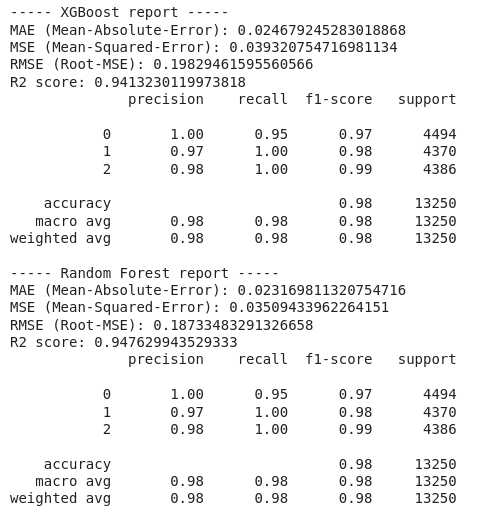 ----- XGBoost report -----
MAE (Mean-Absolute-Error): 0.024679245283018868
MSE (Mean-Squared-Error): 0.039320754716981134
RMSE (Root-MSE): 0.19829461595560566
R2 score: 0.9413230119973818
precision recall f1-score support
0 1.00 0.95 0.97 4494
1 0.97 1.00 0.98 4370
2 0.98 1.00 0.99 4386
accuracy 0.98 13250
macro avg 0.98 0.98 0.98 13250
weighted avg 0.98 0.98 0.98 13250
----- Random Forest report -----
MAE (Mean-Absolute-Error): 0.023169811320754716
MSE (Mean-Squared-Error): 0.03509433962264151
RMSE (Root-MSE): 0.18733483291326658
R2 score: 0.947629943529333
precision recall f1-score support
0 1.00 0.95 0.97 4494
1 0.97 1.00 0.98 4370
2 0.98 1.00 0.99 4386
accuracy 0.98 13250
macro avg 0.98 0.98 0.98 13250
weighted avg 0.98 0.98 0.98 13250